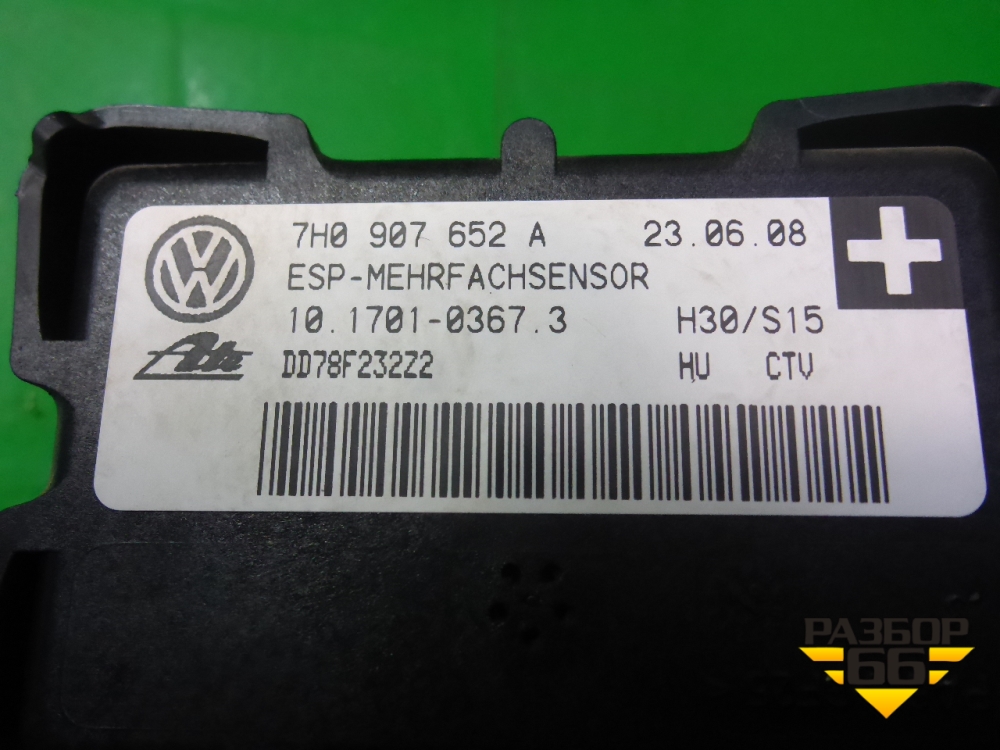 7H0 907 652 A 23.06.08
ESP-MEHRFACHSENSOR
10.1701-0367.3 H30/S15
Ate DD78F232Z2 HU CTV
РАЗБОР
66